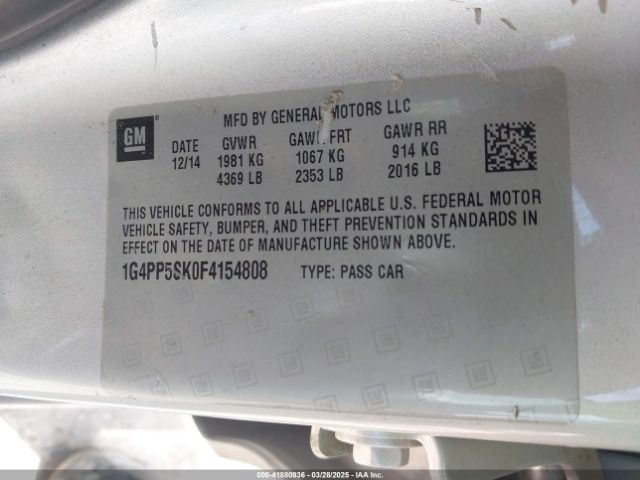 MFD BY GENERAL MOTORS LLC
GM
DATE GVWR GAWR FRT GAWR RR
12/14 1981 KG 1067 KG 914 KG
4369 LB 2353 LB 2016 LB
THIS VEHICLE CONFORMS TO ALL APPLICABLE U.S. FEDERAL MOTOR
VEHICLE SAFETY, BUMPER, AND THEFT PREVENTION STANDARDS IN
EFFECT ON THE DATE OF MANUFACTURE SHOWN ABOVE.
1G4PP5SK0F4154808 TYPE: PASS CAR
000-41880936 - 03/28/2025 - IAAI.COM